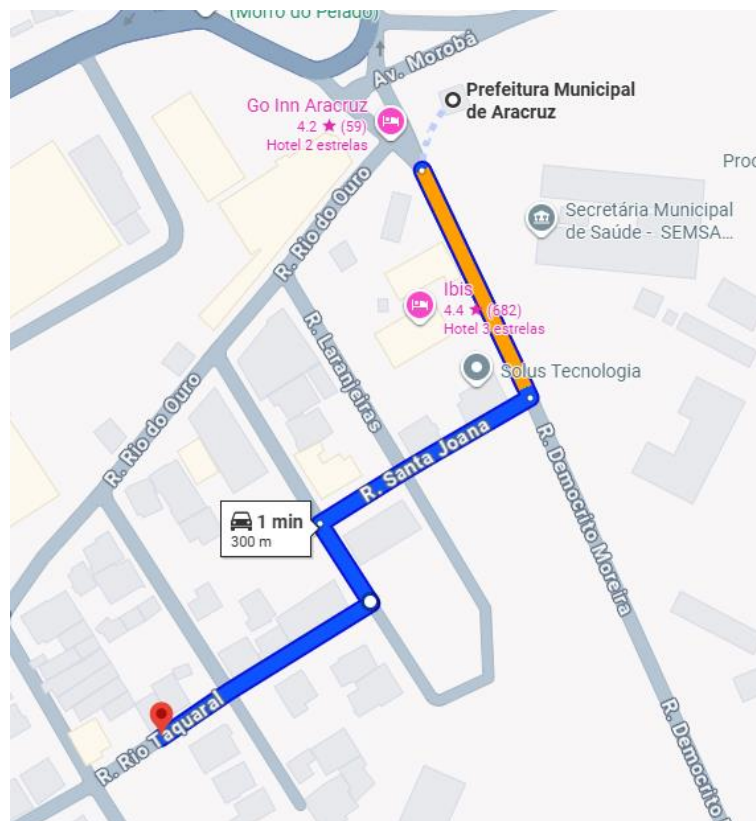 (Morro do Pelado)
Av. Morobá
Prefeitura Municipal
de Aracruz
Go Inn Aracruz
4.2 ★ (59)
Hotel 2 estrelas
Proc
Secretária Municipal
de Saúde - SEMSA...
R. Rio do Ouro
Ibis
4.4 ★ (682)
Hotel 3 estrelas
R. Laranjeiras
Solus Tecnologia
R. Rio do Ouro
R. Santa Joana
R. Democrito Moreira
1 min
300 m
R. Rio Taquaral
R. Democrito M